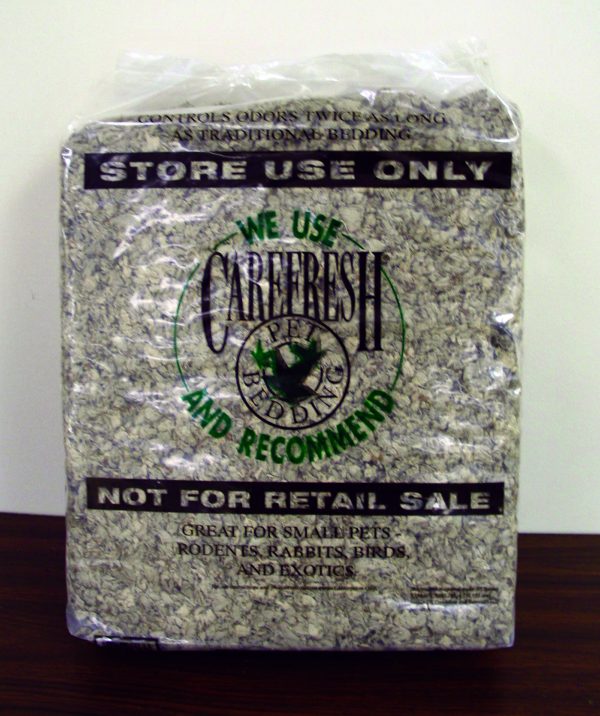 CONTROLS ODORS TWICE AS LONG
AS TRADITIONAL BEDDING
STORE USE ONLY
WE USE
CAREFRESH
PET
BEDDING
AND RECOMMEND
NOT FOR RETAIL SALE
GREAT FOR SMALL PETS -
RODENTS, RABBITS, BIRDS,
AND EXOTICS.